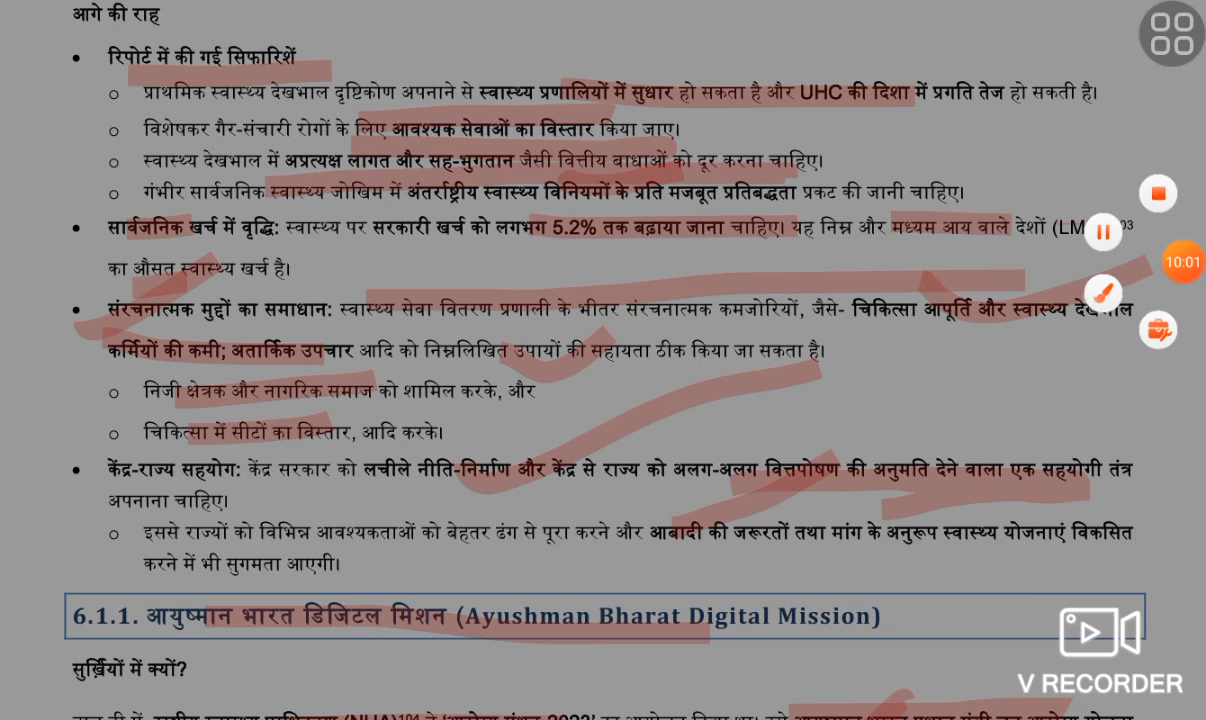 आगे की राह
• रिपोर्ट में की गई सिफारिशें
o प्राथमिक स्वास्थ्य देखभाल दृष्टिकोण अपनाने से स्वास्थ्य प्रणालियों में सुधार हो सकता है और UHC की दिशा में प्रगति तेज हो सकती है।
o विशेषकर गैर-संचारी रोगों के लिए आवश्यक सेवाओं का विस्तार किया जाए।
o स्वास्थ्य देखभाल में अप्रत्यक्ष लागत और सह-भुगतान जैसी वित्तीय बाधाओं को दूर करना चाहिए।
o गंभीर सार्वजनिक स्वास्थ्य जोखिम में अंतर्राष्ट्रीय स्वास्थ्य विनियमों के प्रति मजबूत प्रतिबद्धता प्रकट की जानी चाहिए।
• सार्वजनिक खर्च में वृद्धि: स्वास्थ्य पर सरकारी खर्च को लगभग 5.2% तक बढ़ाया जाना चाहिए। यह निम्न और मध्यम आय वाले देशों (LM
का औसत स्वास्थ्य खर्च है।
10:01
• संरचनात्मक मुद्दों का समाधान: स्वास्थ्य सेवा वितरण प्रणाली के भीतर संरचनात्मक कमजोरियों, जैसे- चिकित्सा आपूर्ति और स्वास्थ्य
कर्मियों की कमी; अतार्किक उपचार आदि को निम्नलिखित उपायों की सहायता ठीक किया जा सकता है।
o निजी क्षेत्रक और नागरिक समाज को शामिल करके, और
o चिकित्सा में सीटों का विस्तार, आदि करके।
• केंद्र-राज्य सहयोग: केंद्र सरकार को लचीले नीति-निर्माण और केंद्र से राज्य को अलग-अलग वित्तपोषण की अनुमति देने वाला एक सहयोगी तंत्र
अपनाना चाहिए।
o इससे राज्यों को विभिन्न आवश्यकताओं को बेहतर ढंग से पूरा करने और आबादी की जरूरतों तथा मांग के अनुरूप स्वास्थ्य योजनाएं विकसित
करने में भी सुगमता आएगी।
6.1.1. आयुष्मान भारत डिजिटल मिशन (Ayushman Bharat Digital Mission)
सुर्ख़ियों में क्यों?
V RECORDER